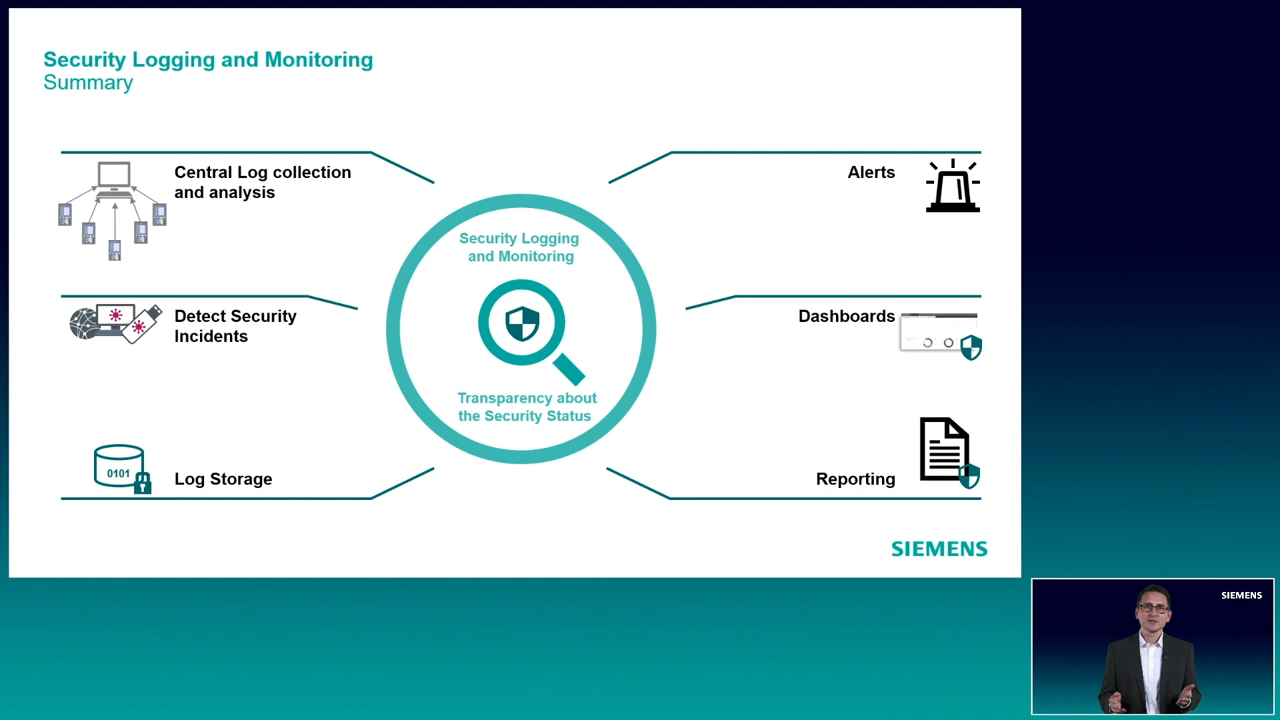 Security Logging and Monitoring
Summary
Central Log collection
and analysis
Alerts
Security Logging
and Monitoring
Detect Security
Incidents
Dashboards
Transparency about
the Security Status
0101
Log Storage
Reporting
SIEMENS
SIEMENS